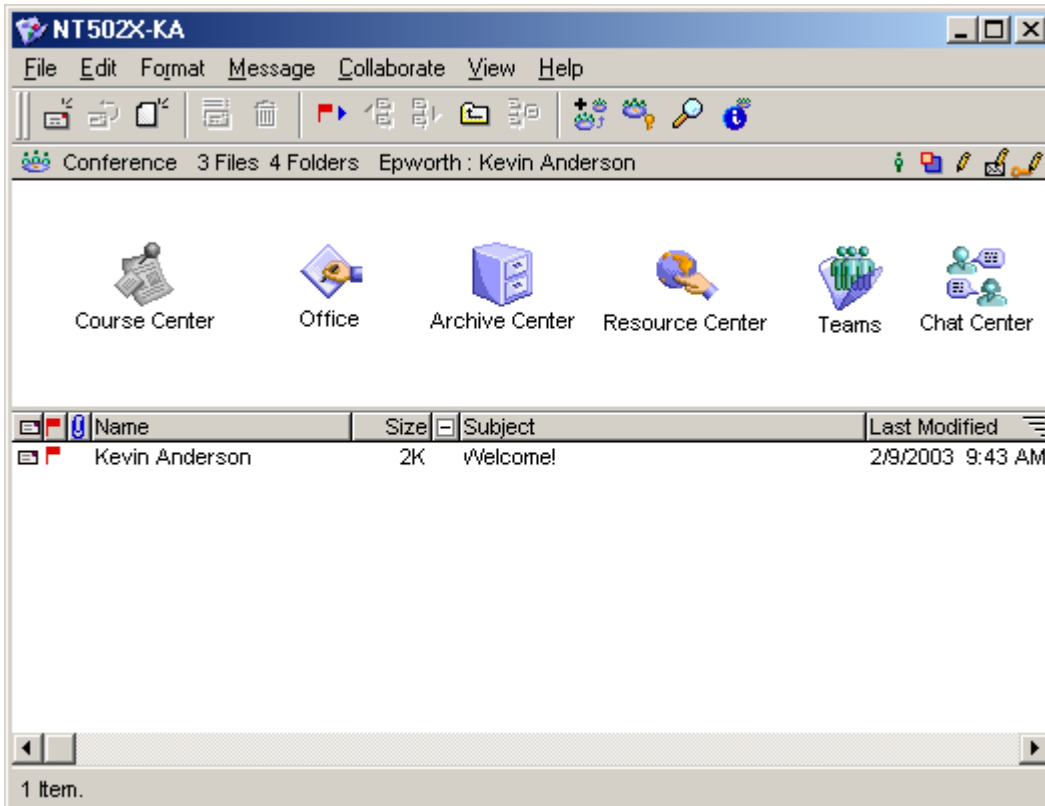 NT502X-KA
File Edit Format Message Collaborate View Help
Conference 3 Files 4 Folders Epworth : Kevin Anderson
Course Center Office Archive Center Resource Center Teams Chat Center
Name Size Subject Last Modified
Kevin Anderson 2K Welcome! 2/9/2003 9:43 AM
1 Item.